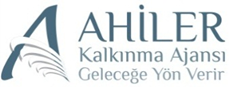 AHİLER
Kalkınma Ajansı
Geleceğe Yön Verir